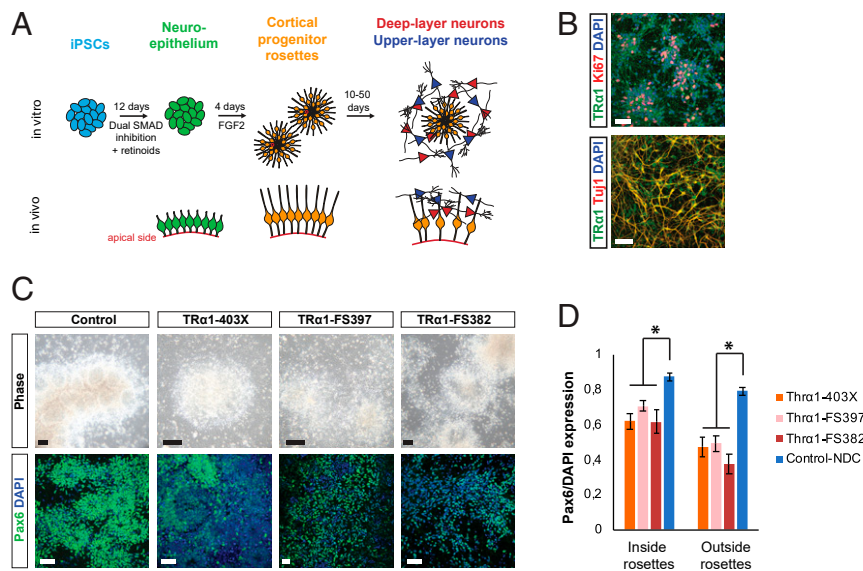 A
iPSCs
Neuro-
epithelium
Cortical
progenitor
rosettes
Deep-layer neurons
Upper-layer neurons
in vitro
12 days
Dual SMAD
inhibition
+ retinoids
4 days
FGF2
10-50
days
in vivo
apical side
B
TRα1 Ki67 DAPI
TRα1 Tuj1 DAPI
C
Control
TRα1-403X
TRα1-FS397
TRα1-FS382
Phase
Pax6 DAPI
D
Pax6/DAPI expression
1
0,8
0,6
0,4
0,2
0
*
*
Inside
rosettes
Outside
rosettes
Thrα1-403X
Thrα1-FS397
Thrα1-FS382
Control-NDC